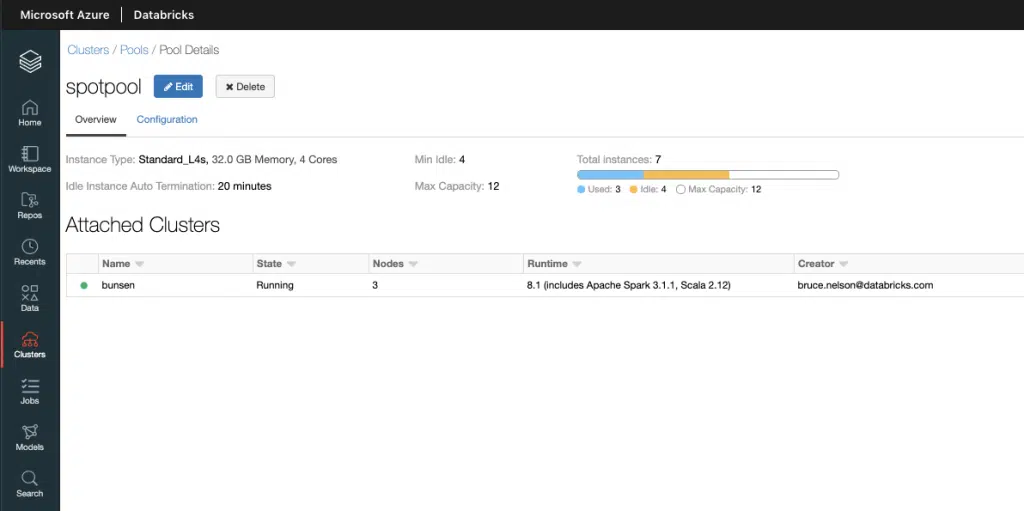 Microsoft Azure | Databricks
Clusters / Pools / Pool Details
spotpool Edit Delete
Overview Configuration
Instance Type: Standard_L4s, 32.0 GB Memory, 4 Cores Min Idle: 4 Total instances: 7
Idle Instance Auto Termination: 20 minutes Max Capacity: 12 Used: 3 Idle: 4 Max Capacity: 12
Attached Clusters
Name State Nodes Runtime Creator
bunsen Running 3 8.1 (includes Apache Spark 3.1.1, Scala 2.12) bruce.nelson@databricks.com
Home
Workspace
Repos
Recents
Data
Clusters
Jobs
Models
Search